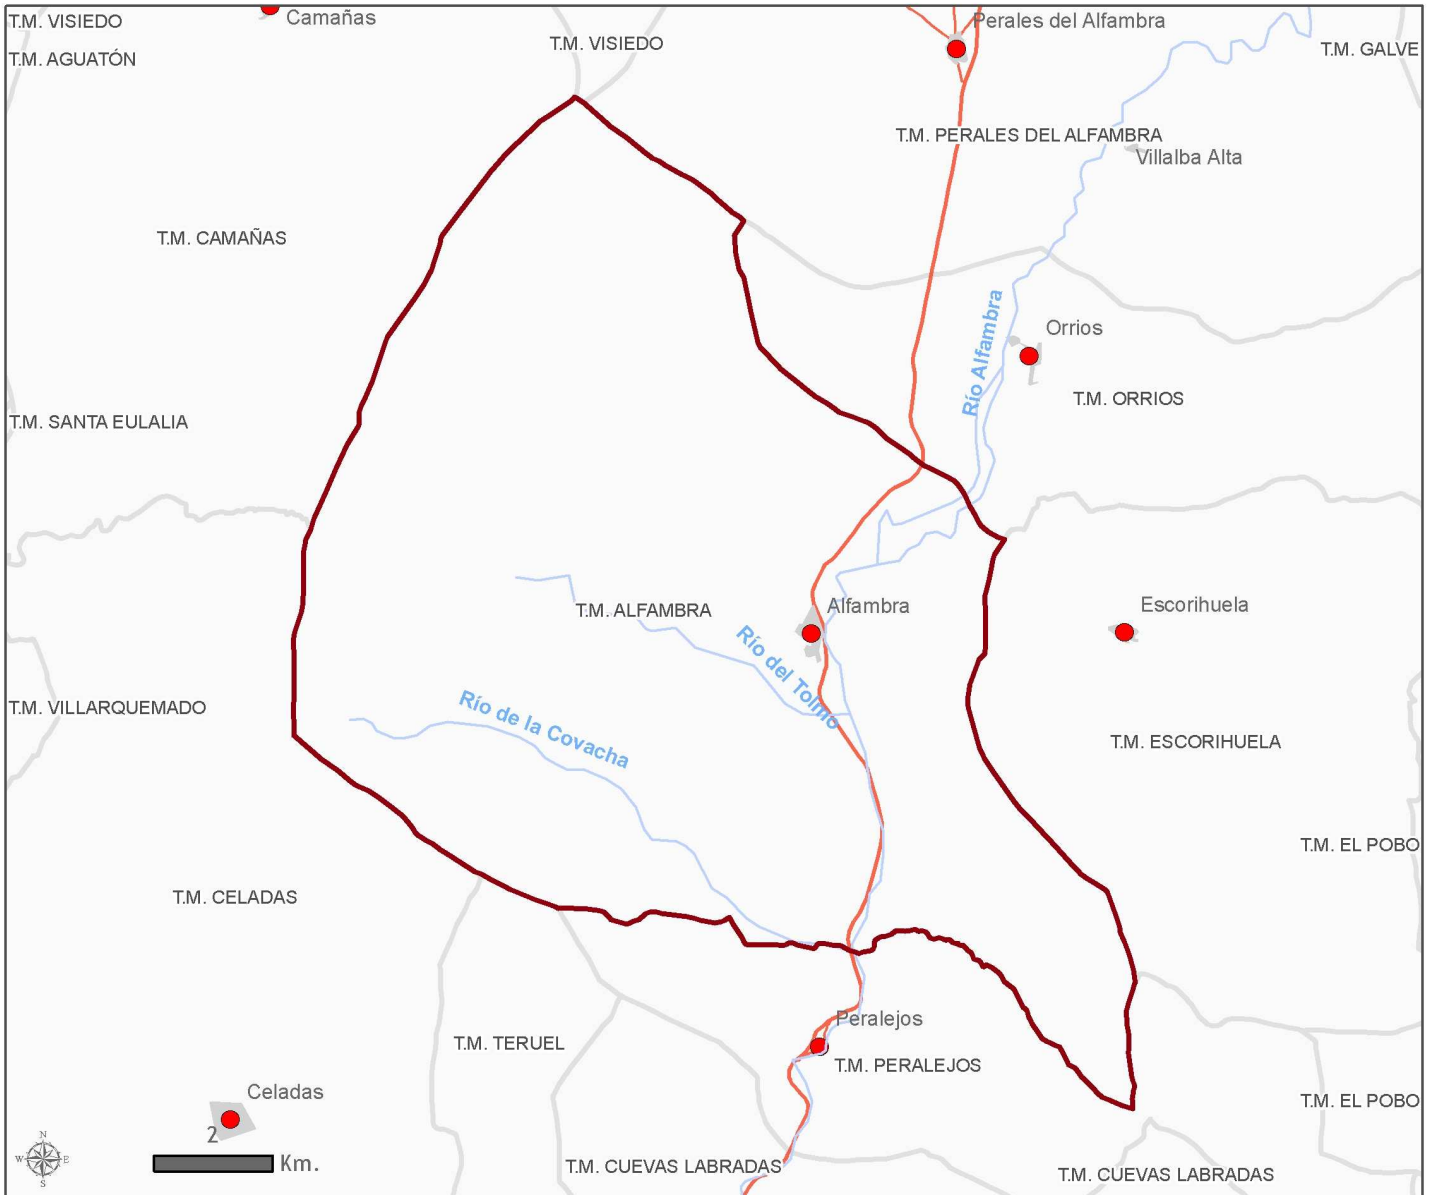 T.M. VISIEDO
Camañas
Perales del Alfambra
T.M. VISIEDO
T.M. GALVE
T.M. AGUATÓN
T.M. PERALES DEL ALFAMBRA
Villalba Alta
T.M. CAMAÑAS
Río Alfambra
Orrios
T.M. ORRIOS
T.M. SANTA EULALIA
Alfambra
Escorihuela
T.M. ALFAMBRA
Río del Tolmo
T.M. VILLARQUEMADO
Río de la Covacha
T.M. ESCORIHUELA
T.M. EL POBO
T.M. CELADAS
Peralejos
T.M. TERUEL
T.M. PERALEJOS
Celadas
T.M. EL POBO
2
Km.
N
W
E
S
T.M. CUEVAS LABRADAS
T.M. CUEVAS LABRADAS